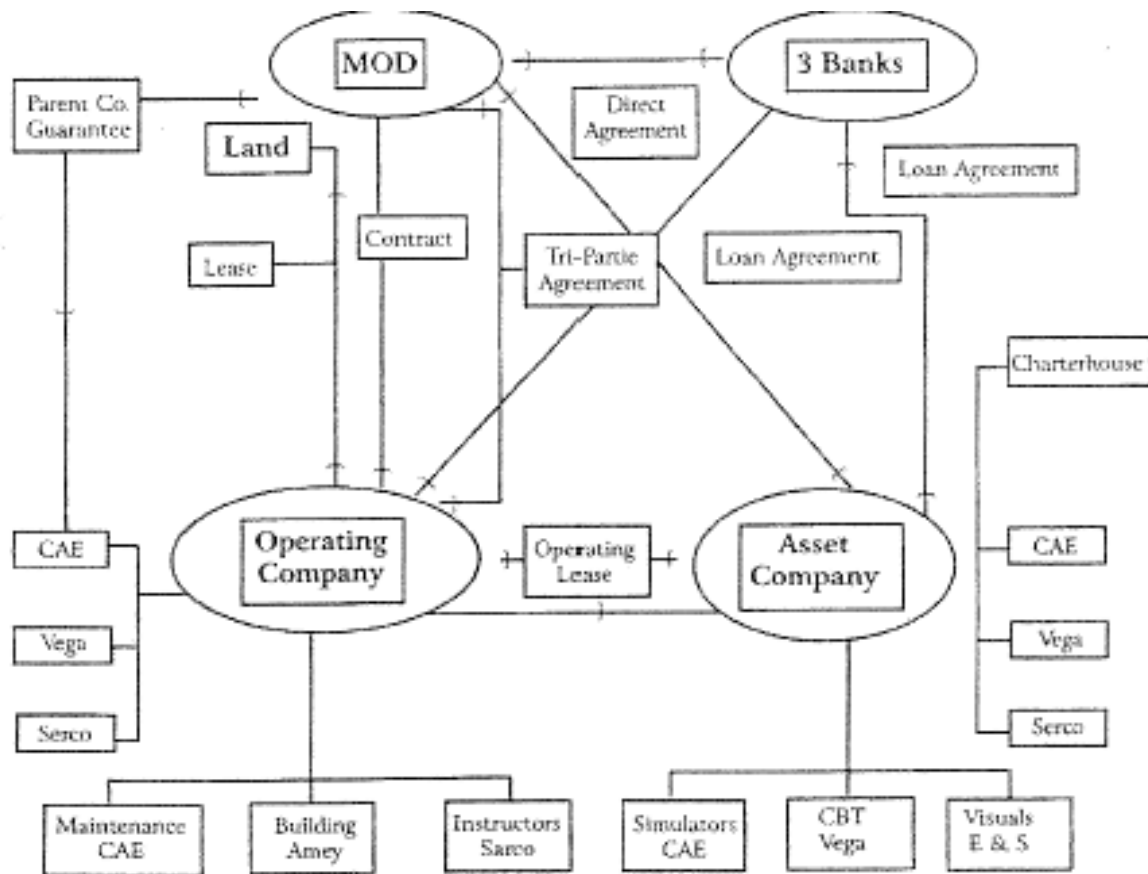 MOD
3 Banks
Parent Co.
Guarantee
Direct
Agreement
Land
Loan Agreement
Contract
Lease
Tri-Partie
Agreement
Loan Agreement
Charterhouse
CAE
Operating
Company
Operating
Lease
Asset
Company
CAE
Vega
Vega
Serco
Serco
Maintenance
CAE
Building
Amey
Instructors
Sarco
Simulators
CAE
CBT
Vega
Visuals
E & S